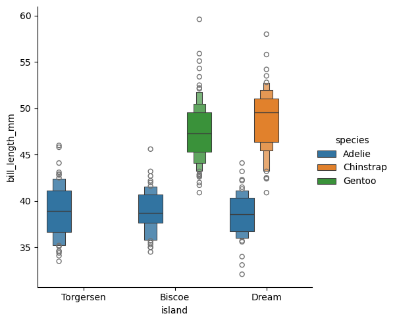 60
55
50
45
40
35
bill_length_mm
Torgersen
Biscoe
Dream
island
species
Adelie
Chinstrap
Gentoo